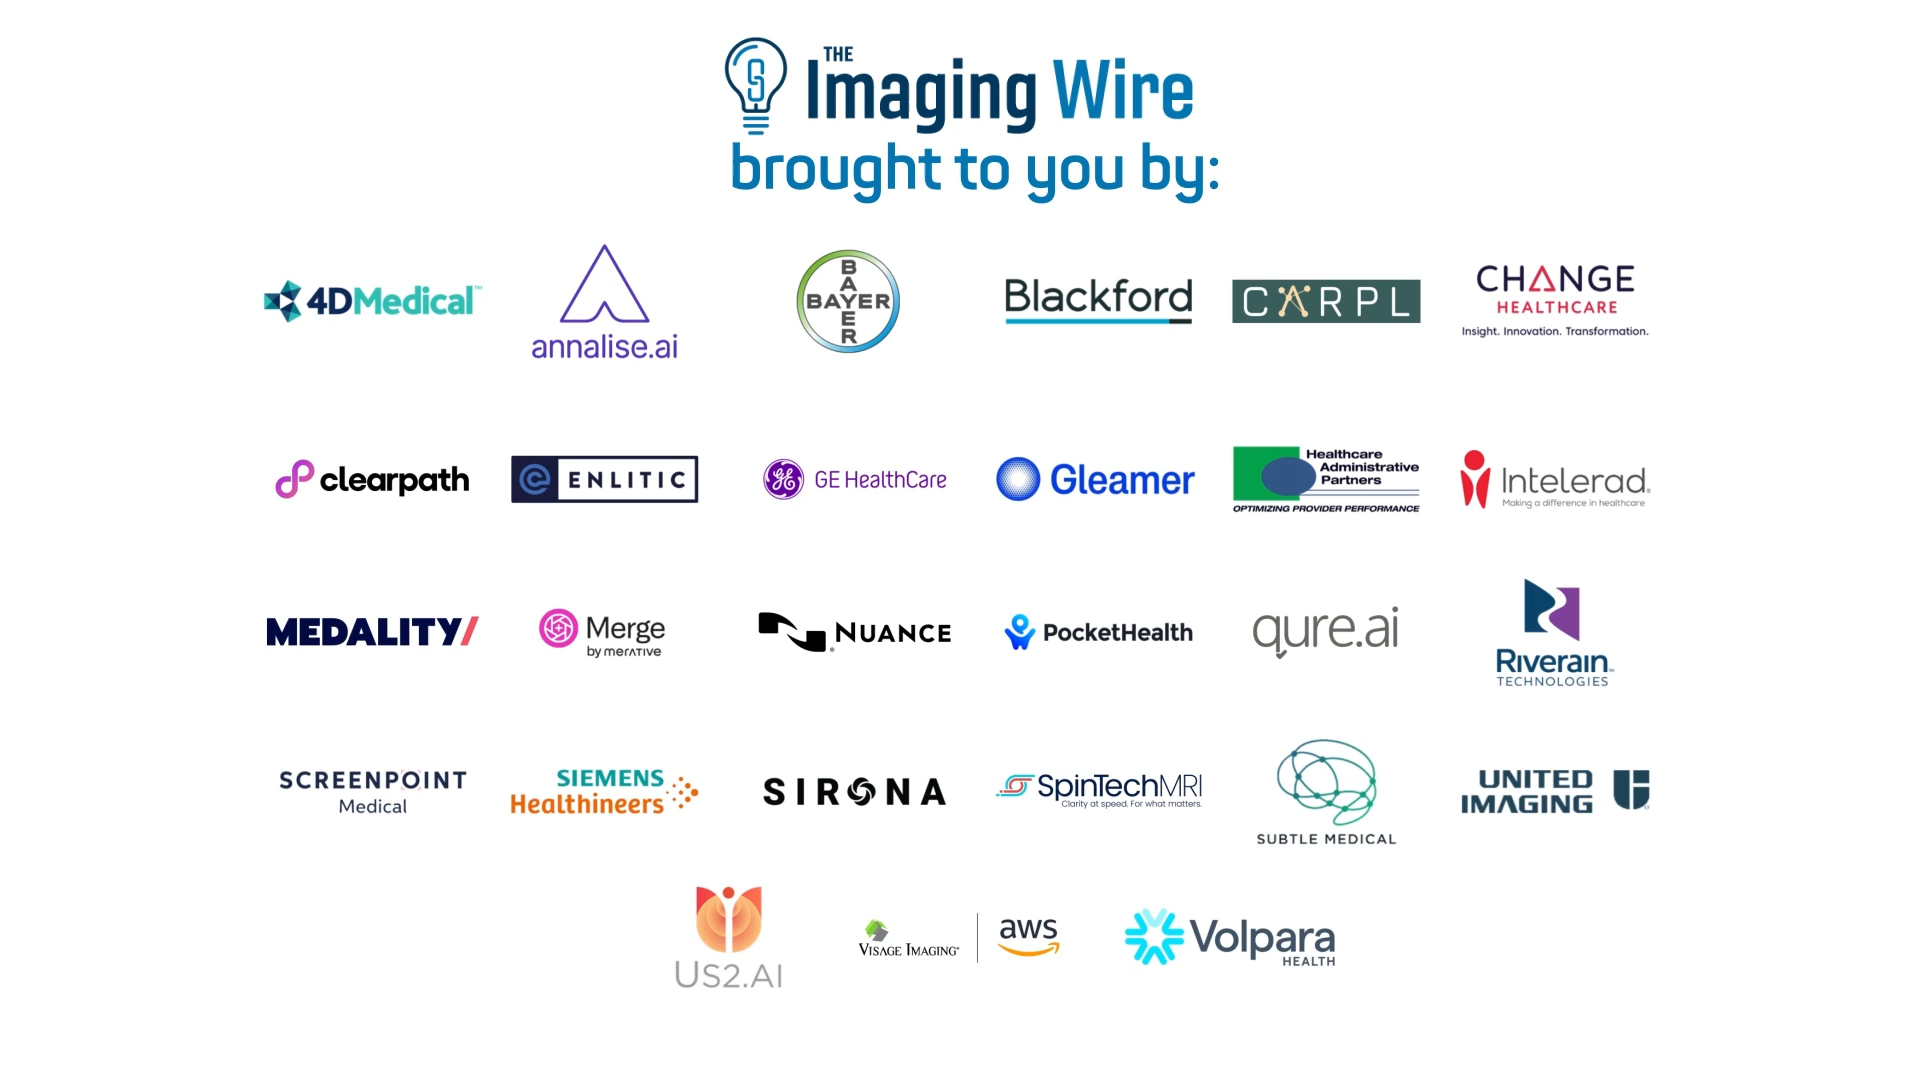 THE
Imaging Wire
brought to you by:
4DMedical™
annalise.ai
BAYER
BAYER
Blackford
CARPL
CHANGE
HEALTHCARE
Insight. Innovation. Transformation.
clearpath
ENLITIC
GE HealthCare
Gleamer
Healthcare
Administrative
Partners
OPTIMIZING PROVIDER PERFORMANCE
Intelerad
Making a difference in healthcare
MEDALITY/
Merge
by merative
NUANCE
PocketHealth
qure.ai
Riverain
TECHNOLOGIES
SCREENPOINT
Medical
SIEMENS
Healthineers
SIRONA
SpinTechMRI
Clarity at speed. For what matters.
SUBTLE MEDICAL
UNITED
IMAGING
US2.AI
VISAGE IMAGING®
aws
Volpara
HEALTH